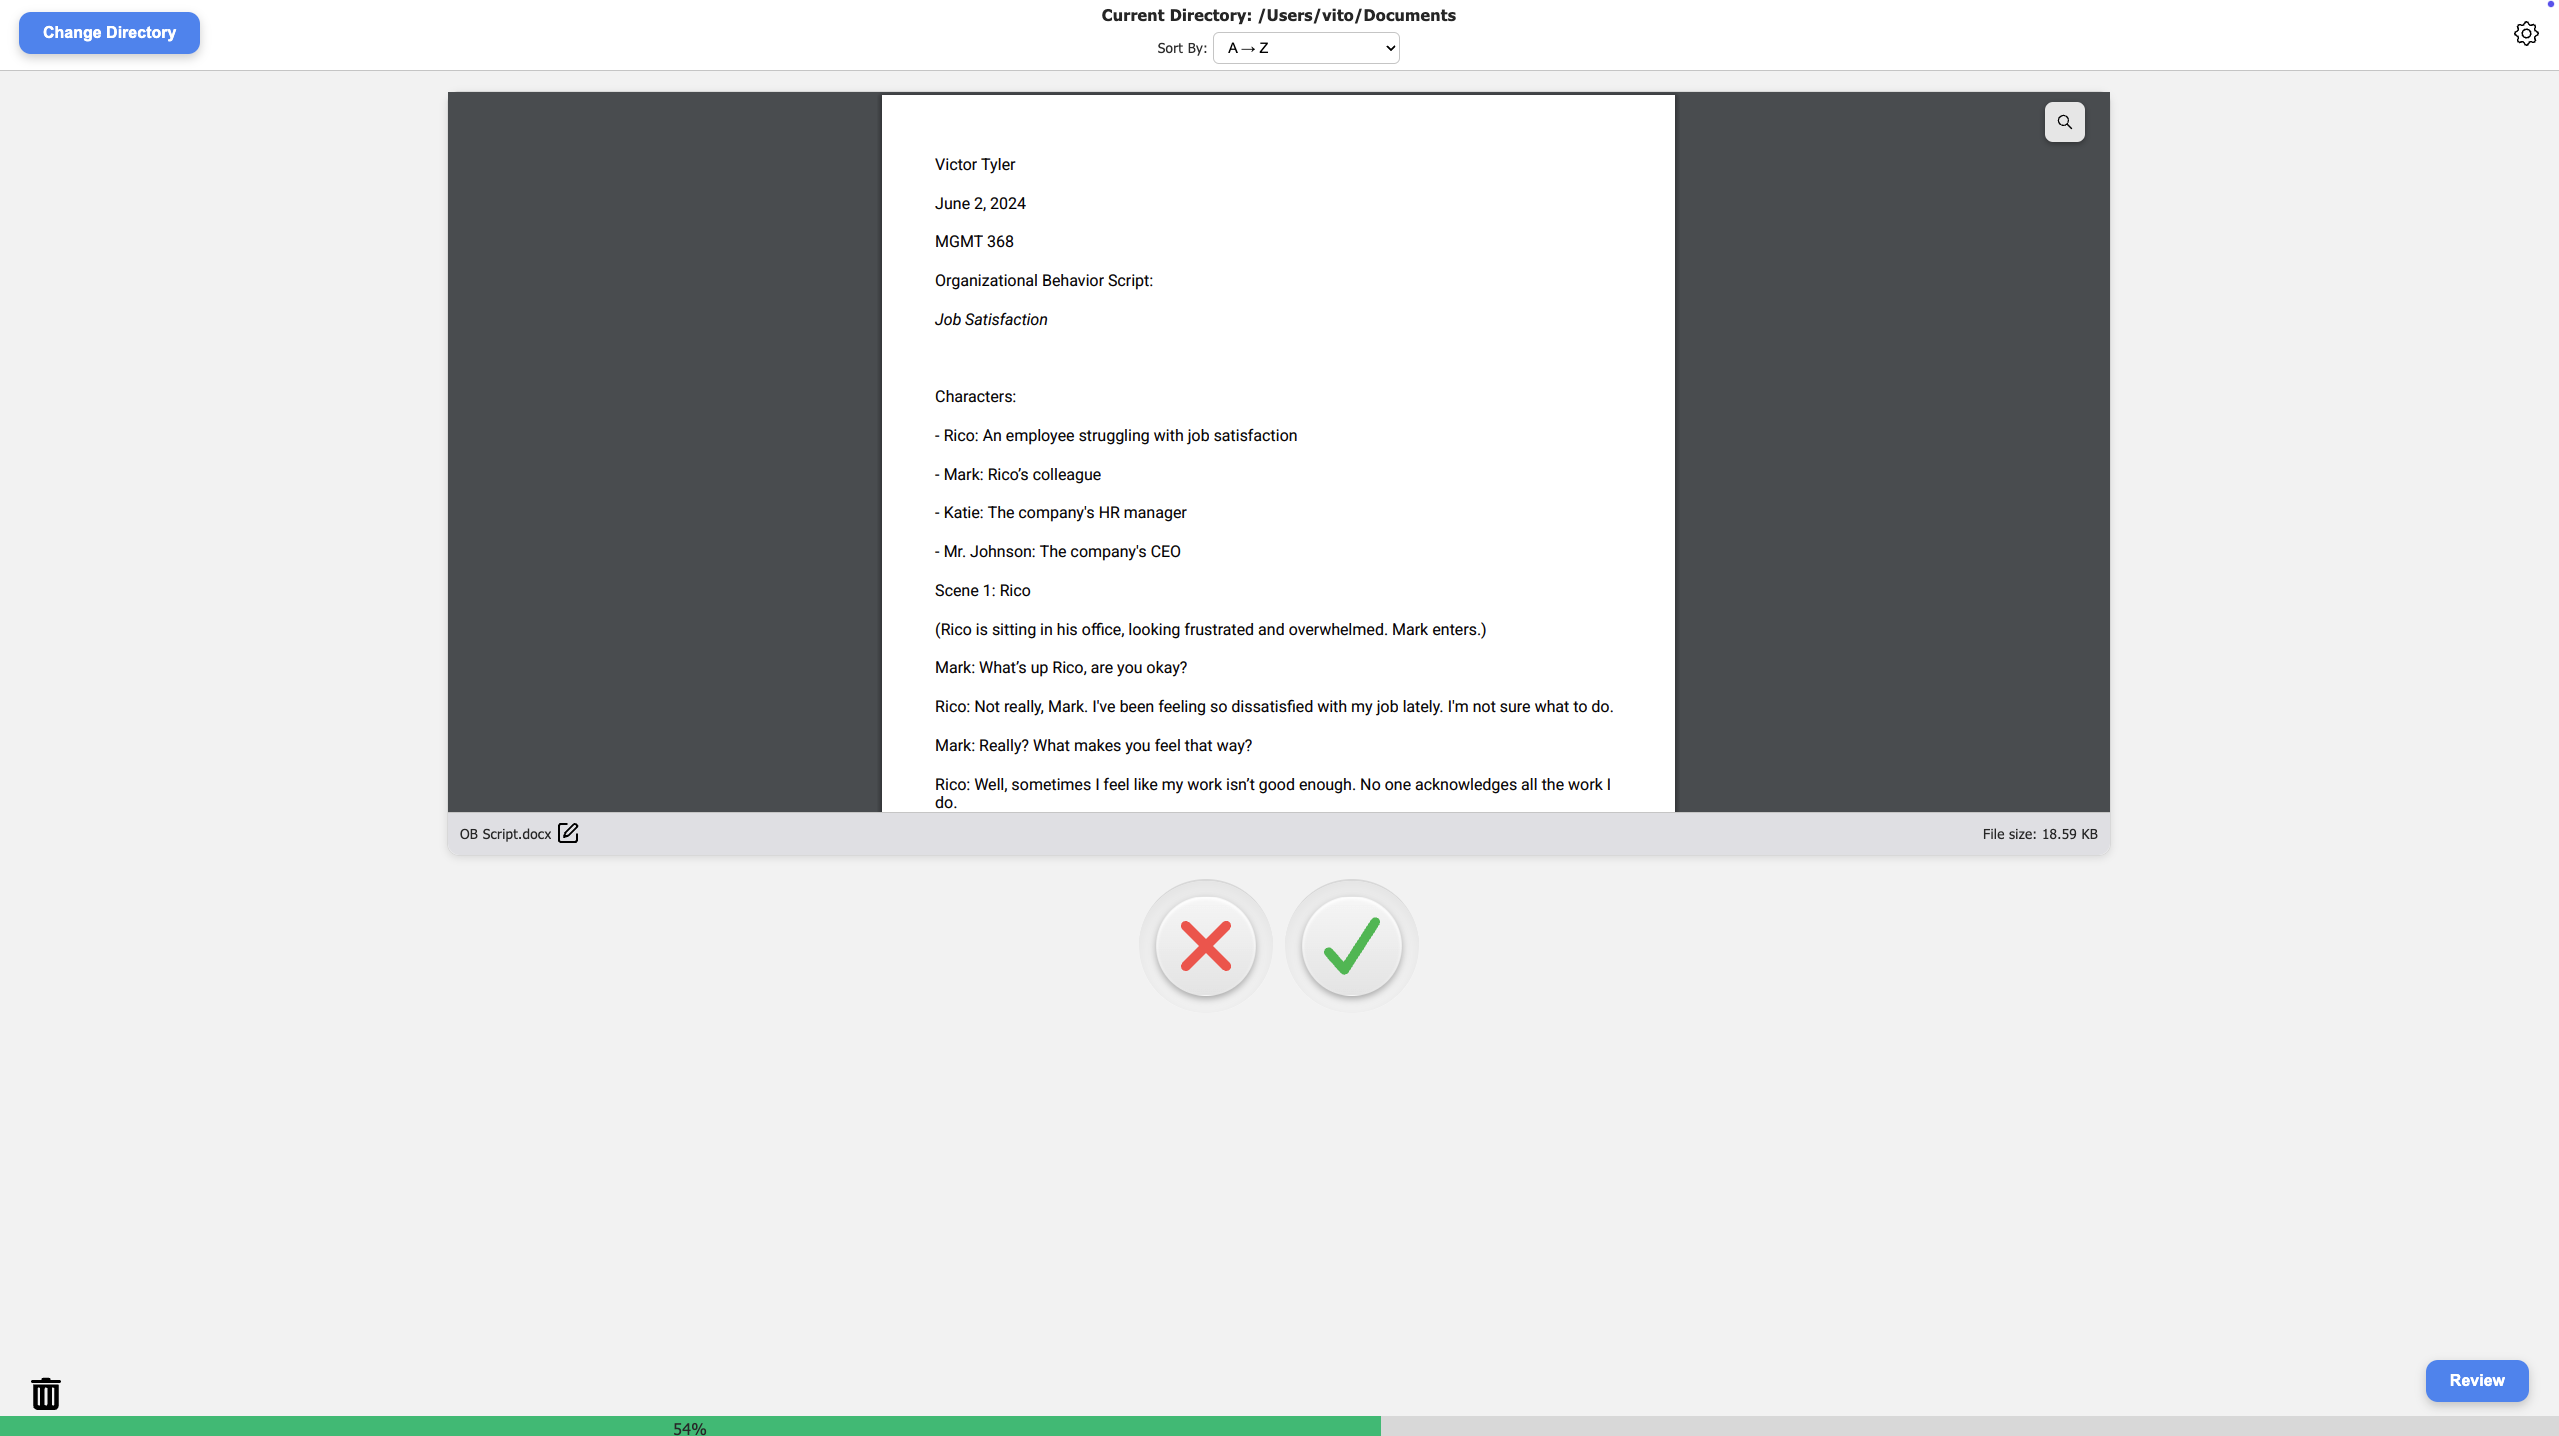 Change Directory
Current Directory: /Users/vito/Documents
Sort By: A→Z
Victor Tyler
June 2, 2024
MGMT 368
Organizational Behavior Script:
Job Satisfaction
Characters:
- Rico: An employee struggling with job satisfaction
- Mark: Rico’s colleague
- Katie: The company's HR manager
- Mr. Johnson: The company's CEO
Scene 1: Rico
(Rico is sitting in his office, looking frustrated and overwhelmed. Mark enters.)
Mark: What’s up Rico, are you okay?
Rico: Not really, Mark. I've been feeling so dissatisfied with my job lately. I'm not sure what to do.
Mark: Really? What makes you feel that way?
Rico: Well, sometimes I feel like my work isn’t good enough. No one acknowledges all the work I
do.
OB Script.docx
File size: 18.59 KB
Review
54%